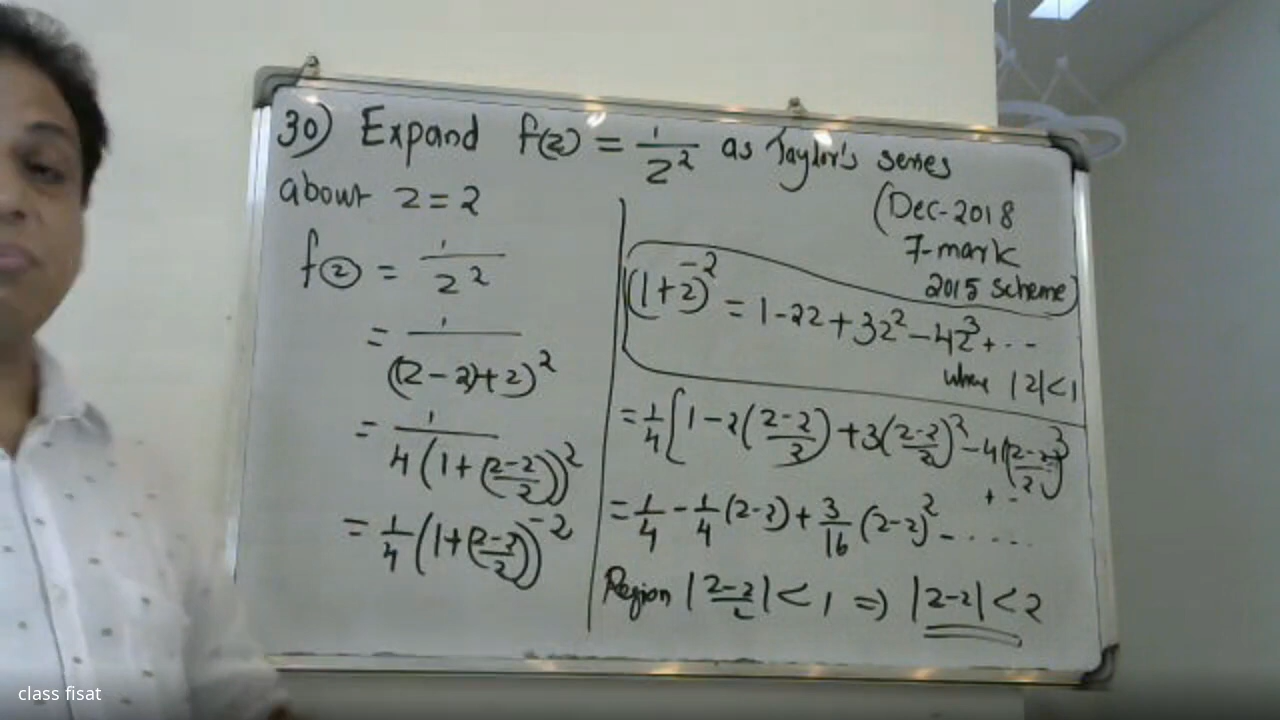 30) Expand f(z) = 1/z² as Taylor's series
about z = 2
(Dec-2018
7-mark
2015 scheme)
f(z) = 1/z²
= 1/((z-2)+2)²
= 1/(4(1+(z-2)/2))²
= 1/4 (1+(z-2)/2)⁻²
(1+z)⁻² = 1-2z+3z²-4z³+...
where |z|<1
= 1/4 [1-2((z-2)/2)+3((z-2)/2)²-4((z-2)/2)³
+ -
= 1/4 - 1/4 (z-2) + 3/16 (z-2)² - .....
Region |(z-2)/2| < 1 => |z-2| < 2
class fisat